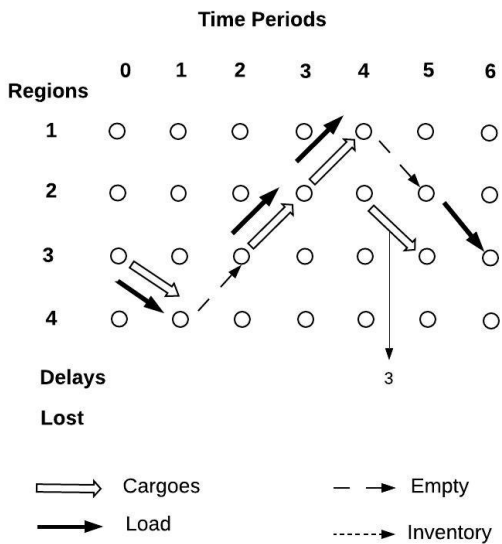 Time Periods
0 1 2 3 4 5 6
Regions
1
2
3
4
Delays 3
Lost
Cargoes Empty
Load Inventory